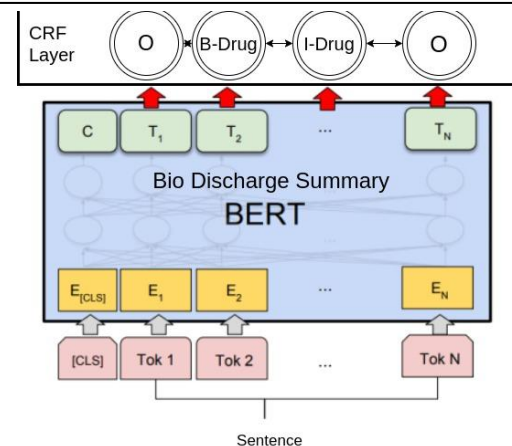 CRF
Layer
O B-Drug I-Drug O
C T1 T2 ... TN
Bio Discharge Summary
BERT
E[CLS] E1 E2 ... EN
[CLS] Tok 1 Tok 2 ... Tok N
Sentence